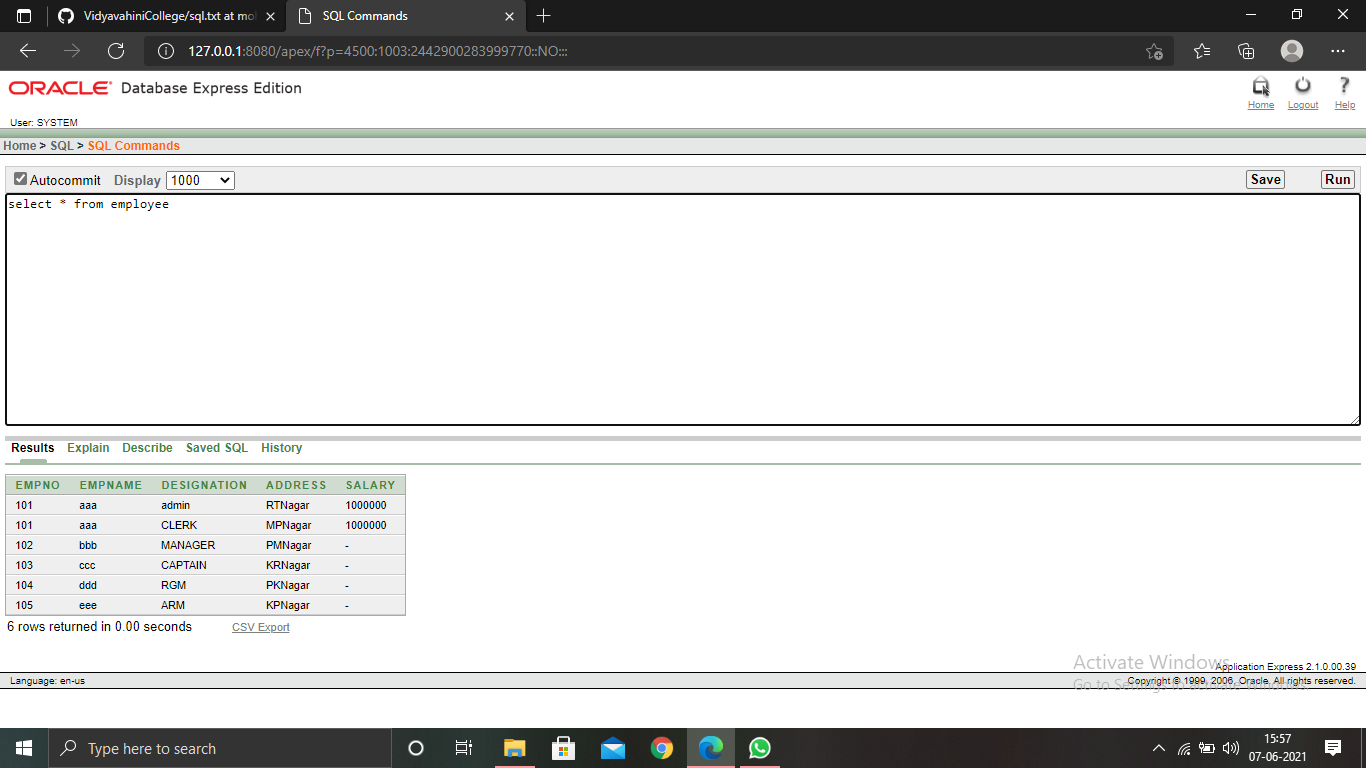 VidyavahiniCollege/sql.txt at mo
SQL Commands
127.0.0.1:8080/apex/f?p=4500:1003:2442900283999770::NO:::
ORACLE Database Express Edition
Home Logout Help
User: SYSTEM
Home > SQL > SQL Commands
Autocommit Display 1000 Save Run
select * from employee
Results Explain Describe Saved SQL History
EMPNO EMPNAME DESIGNATION ADDRESS SALARY
101 aaa admin RTNagar 1000000
101 aaa CLERK MPNagar 1000000
102 bbb MANAGER PMNagar -
103 ccc CAPTAIN KRNagar -
104 ddd RGM PKNagar -
105 eee ARM KPNagar -
6 rows returned in 0.00 seconds CSV Export
Activate Windows
Application Express 2.1.0.00.39
Go to Settings to activate Windows.
Language: en-us Copyright © 1999, 2006, Oracle. All rights reserved.
Type here to search
15:57
07-06-2021